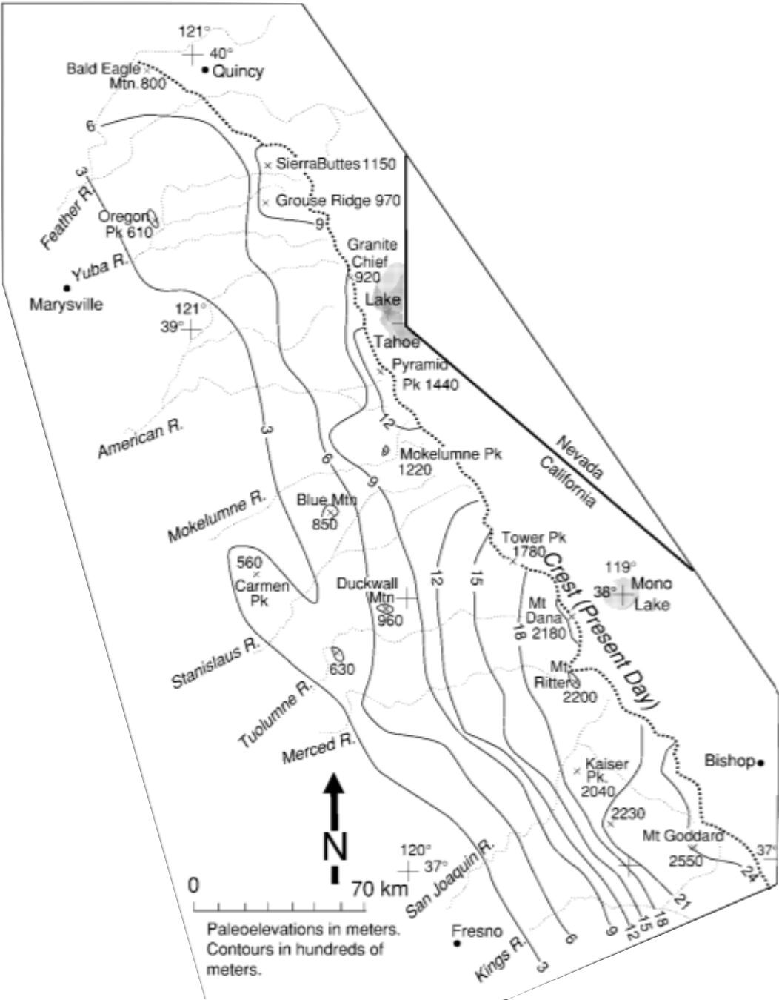 121°
40°
Quincy
Bald Eagle
Mtn.800
6
SierraButtes 1150
3
Grouse Ridge 970
Feather R.
Oregon
Pk 610
9
Granite
Chief
920
Yuba R.
Marysville
Lake
Tahoe
121°
39°
Pyramid
Pk 1440
12
3
American R.
Nevada
California
Mokelumne Pk
1220
6
9
Blue Mtn
850
Mokelumne R.
Tower Pk
1780
560
Carmen
Pk
12
15
Duckwall
Mtn
960
119°
38°
Mono
Lake
Crest (Present Day)
Mt
Dana
2180
18
Stanislaus R.
630
Mt
Ritter
2200
Tuolumne R.
Merced R.
Kaiser
Pk.
2040
Bishop
2230
N
Mt Goddard
2550
37°
24
120°
37°
San Joaquin R.
0
70 km
21
18
15
12
9
6
3
Paleoelevations in meters.
Contours in hundreds of
meters.
Fresno
Kings R.